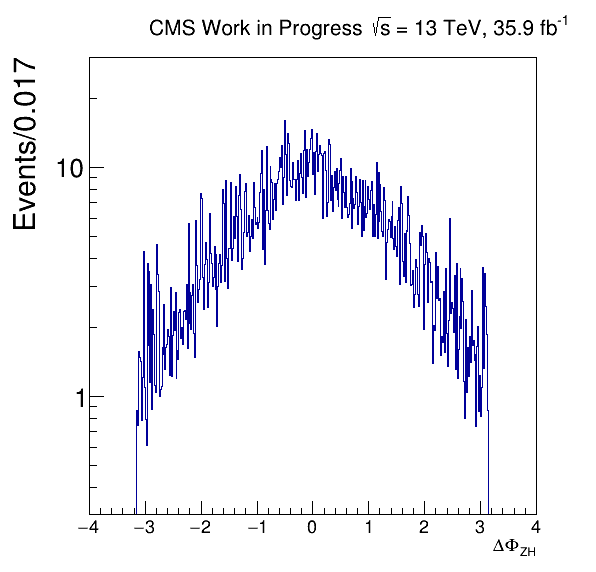 CMS Work in Progress √s = 13 TeV, 35.9 fb⁻¹
Events/0.017
10
1
−4 −3 −2 −1 0 1 2 3 4
ΔΦ_ZH